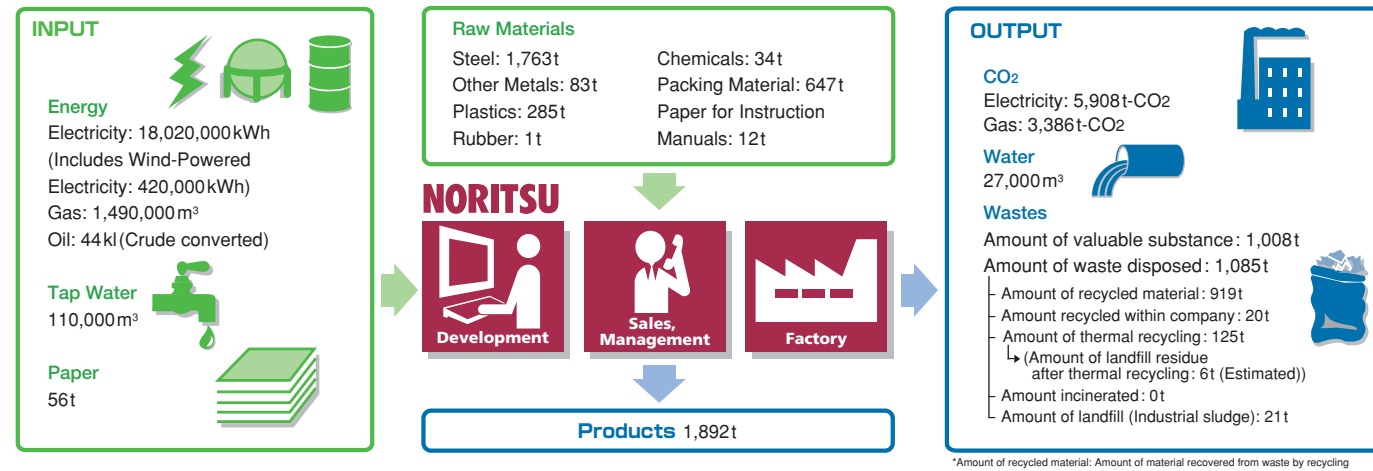 INPUT
Energy
Electricity: 18,020,000kWh
(Includes Wind-Powered
Electricity: 420,000kWh)
Gas: 1,490,000m³
Oil: 44kl(Crude converted)
Tap Water
110,000m³
Paper
56t
Raw Materials
Steel: 1,763t
Other Metals: 83t
Plastics: 285t
Rubber: 1t
Chemicals: 34t
Packing Material: 647t
Paper for Instruction
Manuals: 12t
NORITSU
Development
Sales,
Management
Factory
Products 1,892t
OUTPUT
CO2
Electricity: 5,908t-CO2
Gas: 3,386t-CO2
Water
27,000m³
Wastes
Amount of valuable substance: 1,008t
Amount of waste disposed: 1,085t
Amount of recycled material: 919t
Amount recycled within company: 20t
Amount of thermal recycling: 125t
(Amount of landfill residue
after thermal recycling: 6t (Estimated))
Amount incinerated: 0t
Amount of landfill (Industrial sludge): 21t
*Amount of recycled material: Amount of material recovered from waste by recycling